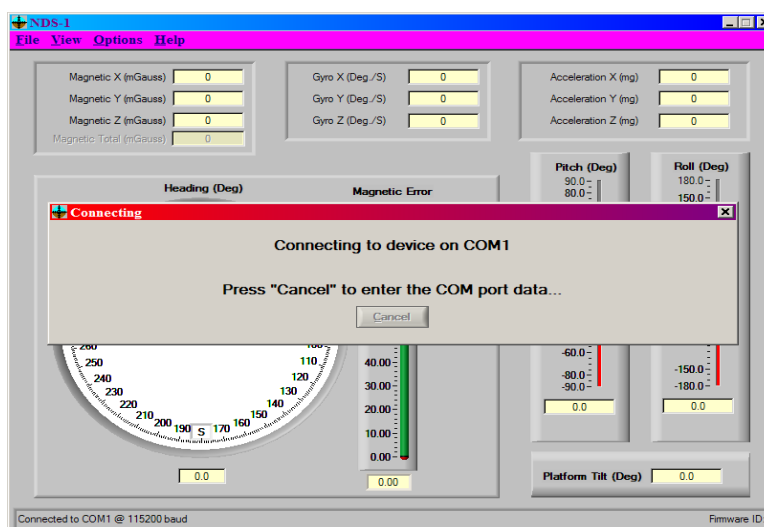 NDS-1
File View Options Help
Magnetic X (mGauss) 0
Magnetic Y (mGauss) 0
Magnetic Z (mGauss) 0
Magnetic Total (mGauss) 0
Gyro X (Deg./S) 0
Gyro Y (Deg./S) 0
Gyro Z (Deg./S) 0
Acceleration X (mg) 0
Acceleration Y (mg) 0
Acceleration Z (mg) 0
Heading (Deg)
Magnetic Error
Pitch (Deg)
90.0
80.0
Roll (Deg)
180.0
150.0
Connecting
Connecting to device on COM1
Press "Cancel" to enter the COM port data...
Cancel
260
250
240
230
220
210
200
190
S
170
160
150
140
130
120
110
0.0
40.00
30.00
20.00
10.00
0.00
0.00
-60.0
-80.0
-90.0
0.0
-150.0
-180.0
0.0
Platform Tilt (Deg) 0.0
Connected to COM1 @ 115200 baud
Firmware ID: